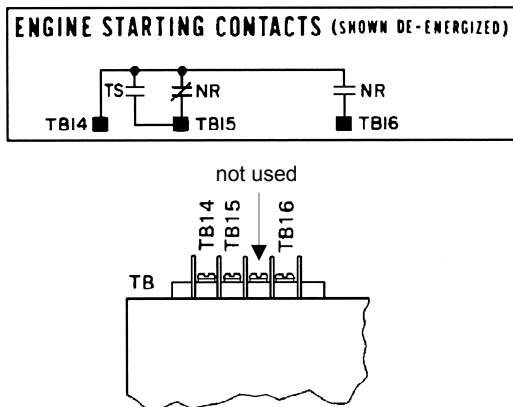 ENGINE STARTING CONTACTS (SHOWN DE-ENERGIZED)
TS NR NR
TB14 TB15 TB16
not used
TB14 TB15 TB16
TB